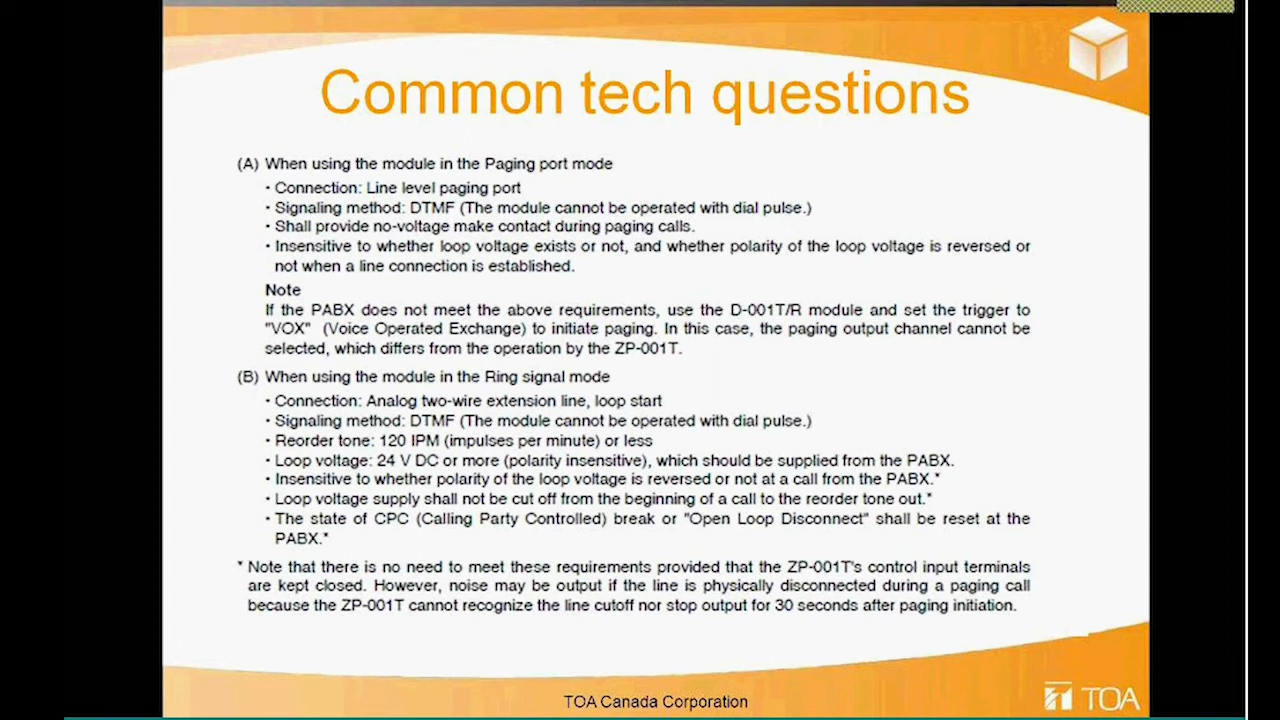 Common tech questions
(A) When using the module in the Paging port mode
· Connection: Line level paging port
· Signaling method: DTMF (The module cannot be operated with dial pulse.)
· Shall provide no-voltage make contact during paging calls.
· Insensitive to whether loop voltage exists or not, and whether polarity of the loop voltage is reversed or
not when a line connection is established.
Note
If the PABX does not meet the above requirements, use the D-001T/R module and set the trigger to
"VOX" (Voice Operated Exchange) to initiate paging. In this case, the paging output channel cannot be
selected, which differs from the operation by the ZP-001T.
(B) When using the module in the Ring signal mode
· Connection: Analog two-wire extension line, loop start
· Signaling method: DTMF (The module cannot be operated with dial pulse.)
· Reorder tone: 120 IPM (impulses per minute) or less
· Loop voltage: 24 V DC or more (polarity insensitive), which should be supplied from the PABX.
· Insensitive to whether polarity of the loop voltage is reversed or not at a call from the PABX.*
· Loop voltage supply shall not be cut off from the beginning of a call to the reorder tone out.*
· The state of CPC (Calling Party Controlled) break or "Open Loop Disconnect" shall be reset at the
PABX.*
* Note that there is no need to meet these requirements provided that the ZP-001T's control input terminals
are kept closed. However, noise may be output if the line is physically disconnected during a paging call
because the ZP-001T cannot recognize the line cutoff nor stop output for 30 seconds after paging initiation.
TOA Canada Corporation
TOA